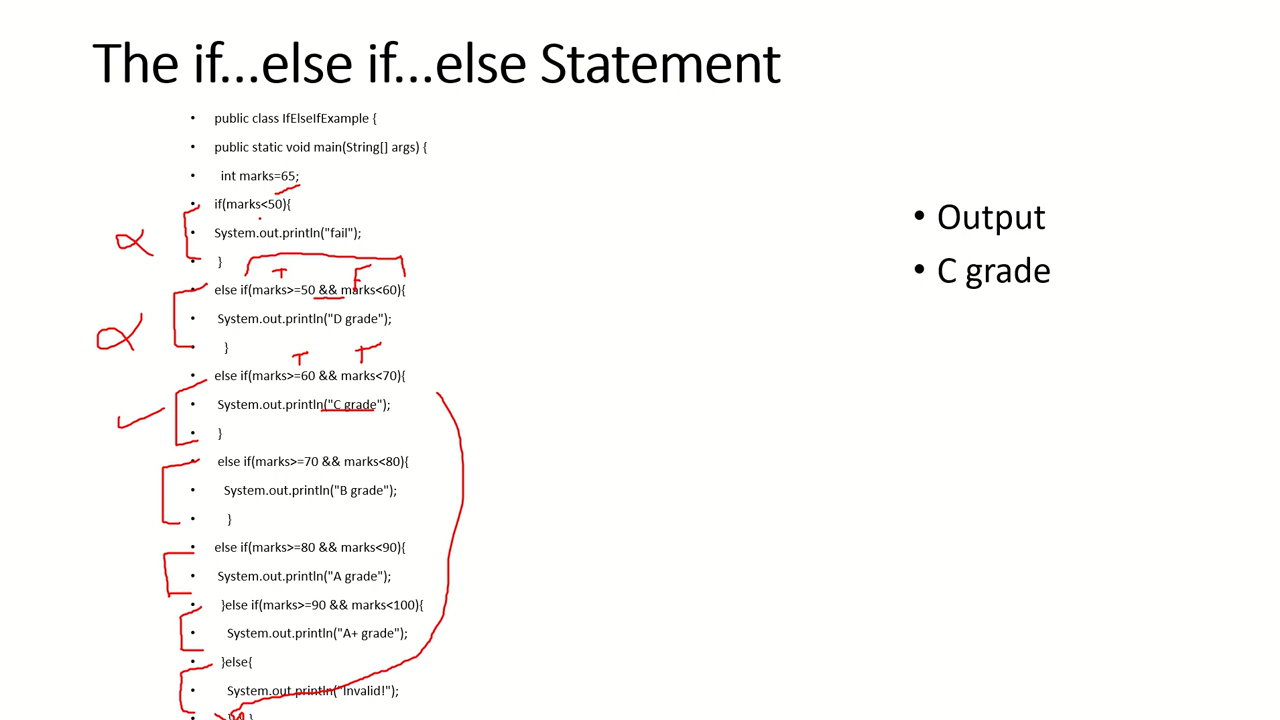 The if...else if...else Statement
• public class IfElseIfExample {
• public static void main(String[] args) {
• int marks=65;
• if(marks<50){
• System.out.println("fail");
• }
T F
• else if(marks>=50 && marks<60){
• System.out.println("D grade");
• }
T T
• else if(marks>=60 && marks<70){
• System.out.println("C grade");
• }
• else if(marks>=70 && marks<80){
• System.out.println("B grade");
• }
• else if(marks>=80 && marks<90){
• System.out.println("A grade");
• }else if(marks>=90 && marks<100){
• System.out.println("A+ grade");
• }else{
• System.out.println("Invalid!");
• Output
• C grade